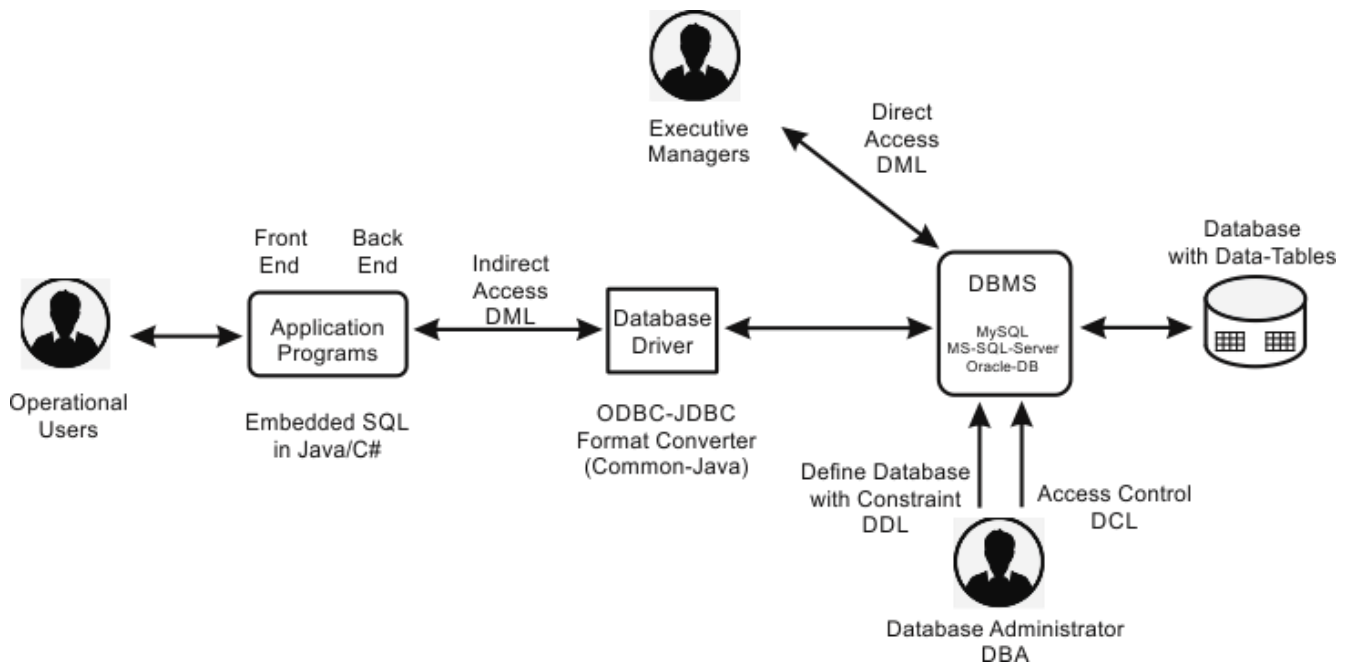 Executive
Managers
Direct
Access
DML
Front
End
Back
End
Indirect
Access
DML
Application
Programs
Database
Driver
DBMS
MySQL
MS-SQL-Server
Oracle-DB
Database
with Data-Tables
Operational
Users
Embedded SQL
in Java/C#
ODBC-JDBC
Format Converter
(Common-Java)
Define Database
with Constraint
DDL
Access Control
DCL
Database Administrator
DBA